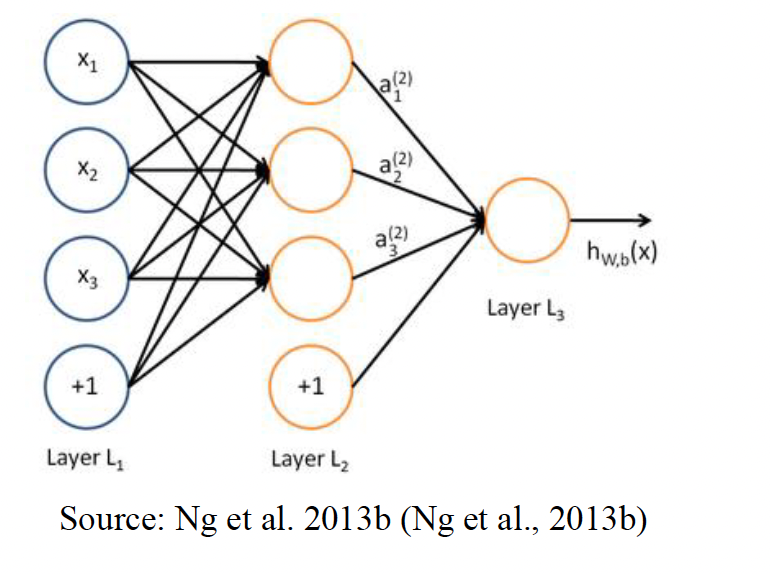 x₁
a₁⁽²⁾
x₂
a₂⁽²⁾
a₃⁽²⁾
h_W,b(x)
x₃
Layer L₃
+1
+1
Layer L₁
Layer L₂
Source: Ng et al. 2013b (Ng et al., 2013b)